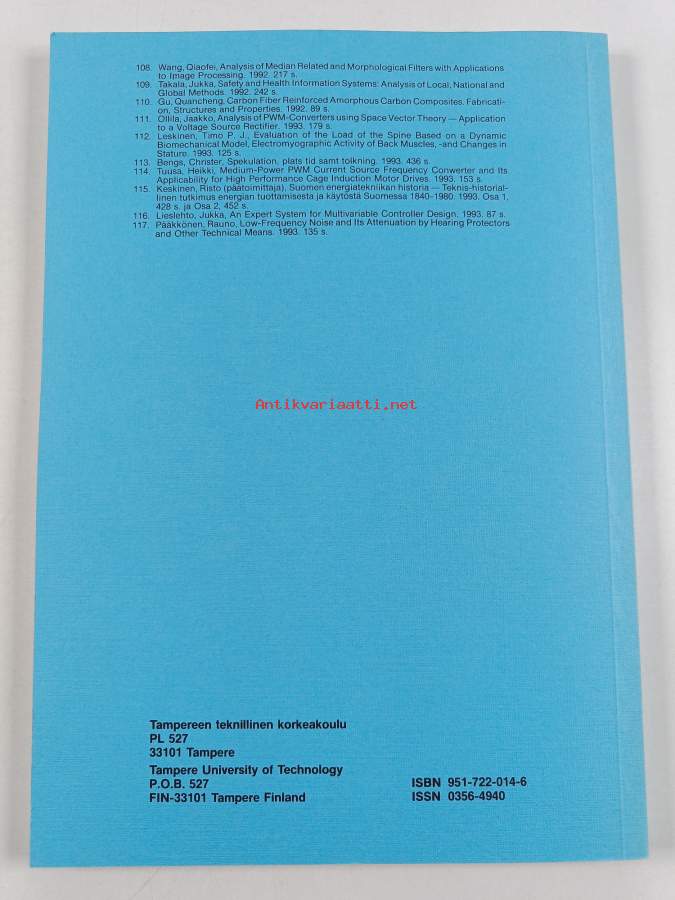 108. Wang, Qiaofei, Analysis of Median Related and Morphological Filters with Applications
to Image Processing. 1992. 217 s.
109. Takala, Jukka, Safety and Health Information Systems: Analysis of Local, National and
Global Methods. 1992. 242 s.
110. Gu, Quancheng, Carbon Fiber Reinforced Amorphous Carbon Composites. Fabricati-
on, Structures and Properties. 1992. 89 s.
111. Ollila, Jaakko, Analysis of PWM-Converters using Space Vector Theory — Application
to a Voltage Source Rectifier. 1993. 179 s.
112. Leskinen, Timo P. J., Evaluation of the Load of the Spine Based on a Dynamic
Biomechanical Model, Electromyographic Activity of Back Muscles, -and Changes in
Stature. 1993. 125 s.
113. Bengs, Christer, Spekulation, plats tid samt tolkning. 1993. 436 s.
114. Tuusa, Heikki, Medium-Power PWM Current Source Frequency Conwerter and Its
Applicability for High Performance Cage Induction Motor Drives. 1993. 153 s.
115. Keskinen, Risto (päätoimittaja), Suomen energiatekniikan historia — Teknis-historial-
linen tutkimus energian tuottamisesta ja käytöstä Suomessa 1840-1980. 1993. Osa 1,
428 s. ja Osa 2, 452 s.
116. Lieslehto, Jukka, An Expert System for Multivariable Controller Design. 1993. 87 s.
117. Pääkkönen, Rauno, Low-Frequency Noise and Its Attenuation by Hearing Protectors
and Other Technical Means. 1993. 135 s.
Antikvariaatti.net
Tampereen teknillinen korkeakoulu
PL 527
33101 Tampere
Tampere University of Technology
P.O.B. 527
FIN-33101 Tampere Finland
ISBN 951-722-014-6
ISSN 0356-4940